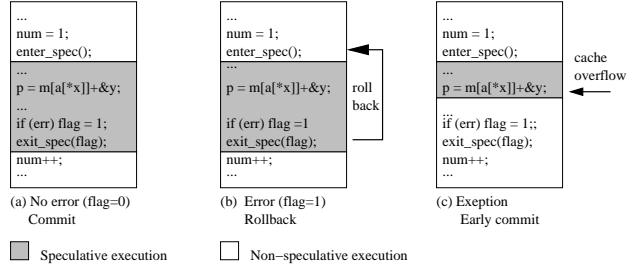 ...
num = 1;
enter_spec();
...
p = m[a[*x]]+&y;
...
if (err) flag = 1;
exit_spec(flag);
num++;
...
(a) No error (flag=0)
Commit
...
num = 1;
enter_spec();
...
p = m[a[*x]]+&y;
if (err) flag =1
exit_spec(flag);
num++;
...
roll
back
(b) Error (flag=1)
Rollback
...
num = 1;
enter_spec();
...
p = m[a[*x]]+&y;
...
if (err) flag = 1;;
exit_spec(flag);
num++;
...
cache
overflow
(c) Exeption
Early commit
Speculative execution
Non-speculative execution